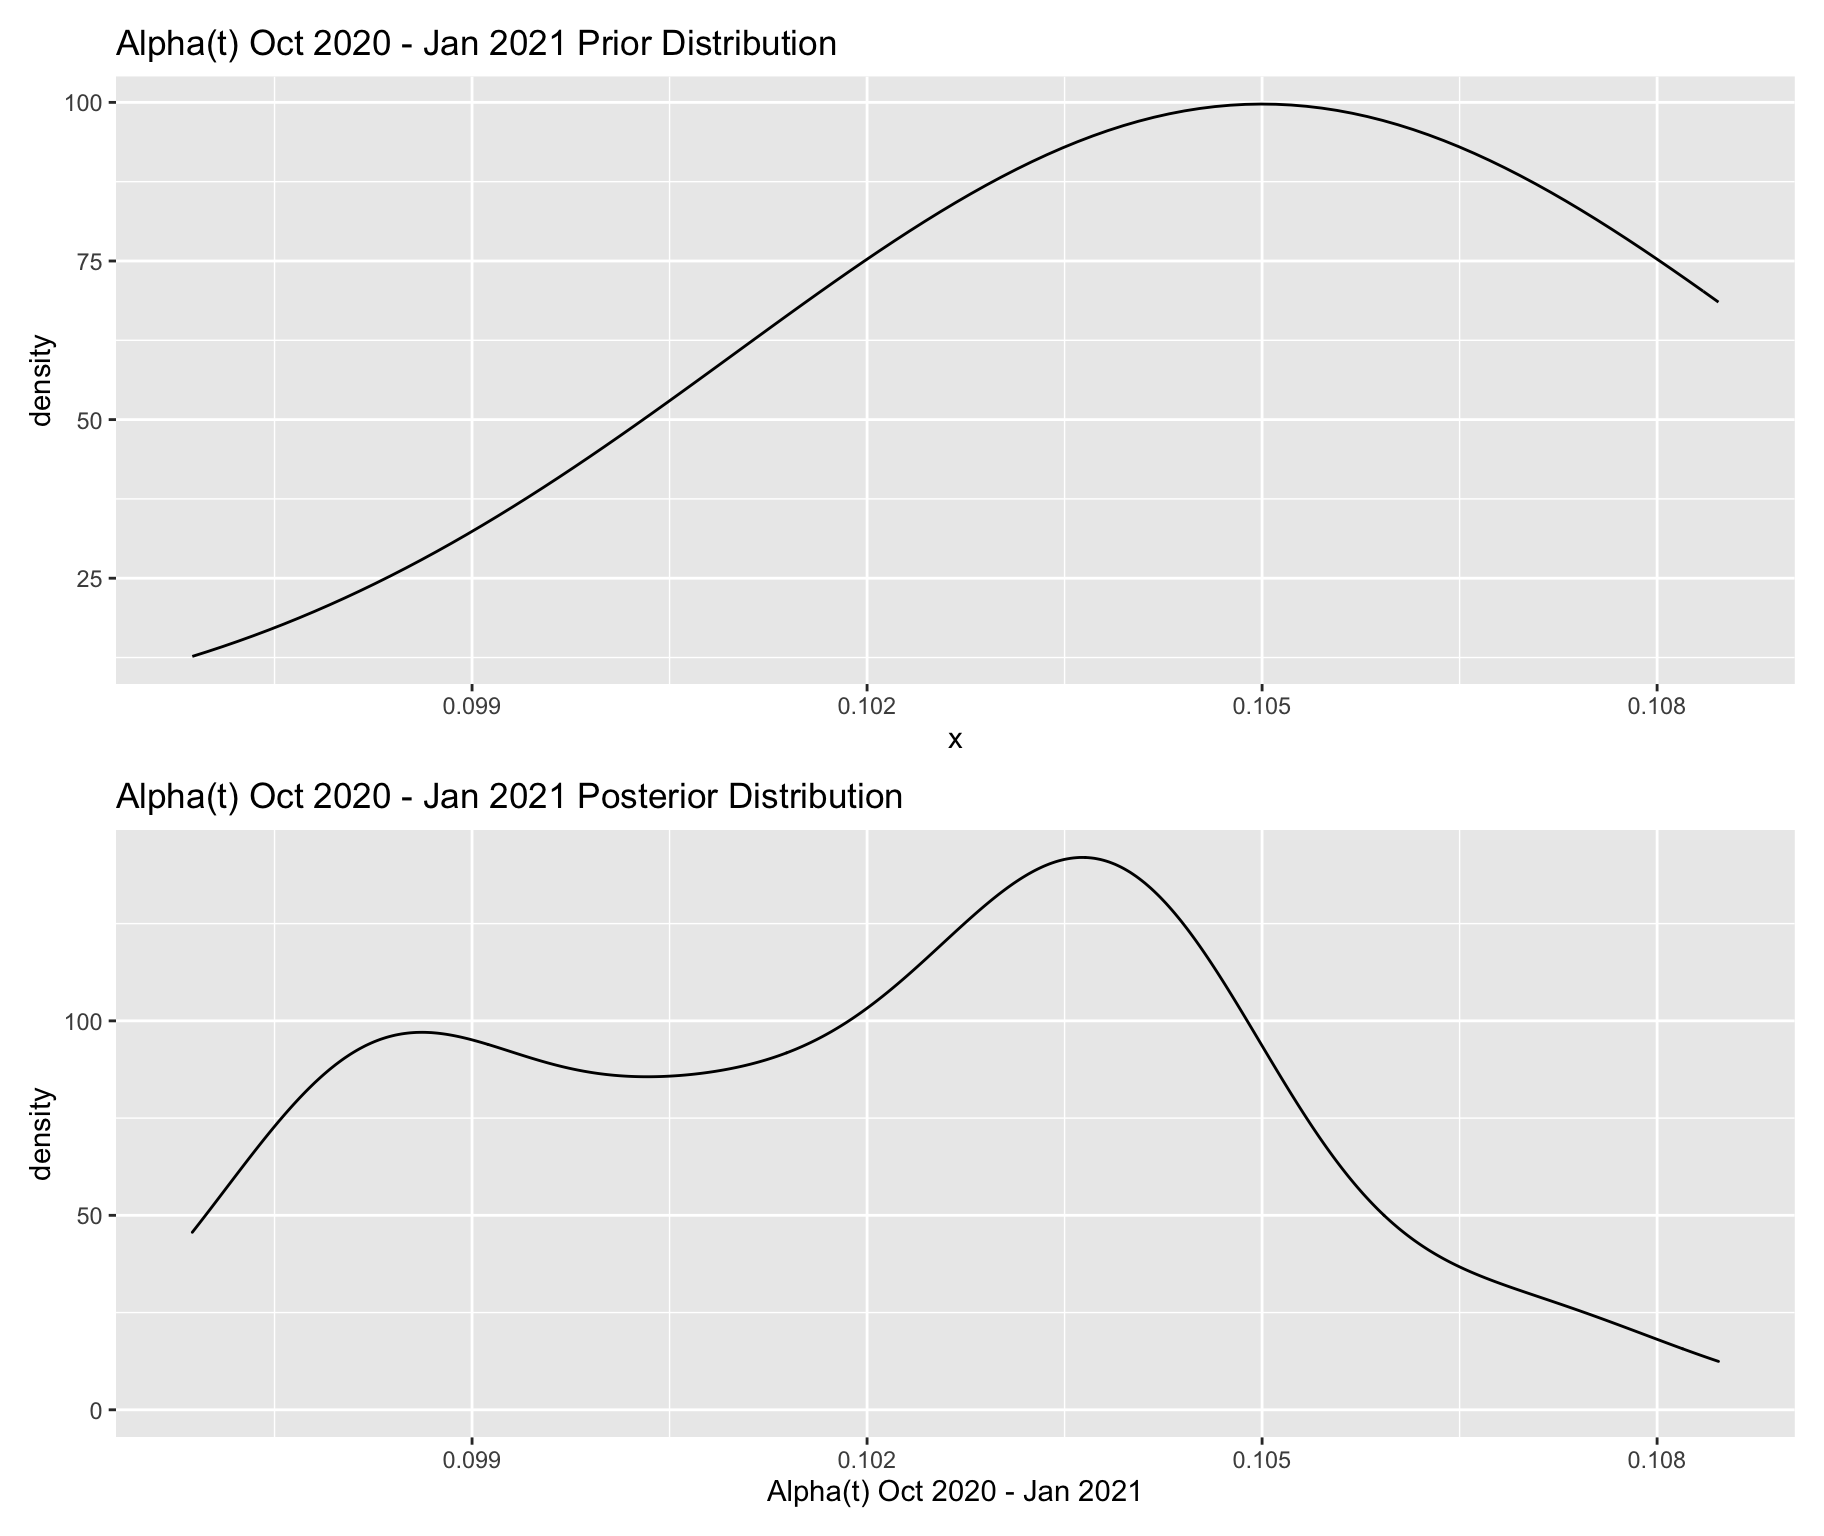 Alpha(t) Oct 2020 - Jan 2021 Prior Distribution
100
75
50
25
density
0.099 0.102 0.105 0.108
x
Alpha(t) Oct 2020 - Jan 2021 Posterior Distribution
100
50
0
density
0.099 0.102 0.105 0.108
Alpha(t) Oct 2020 - Jan 2021